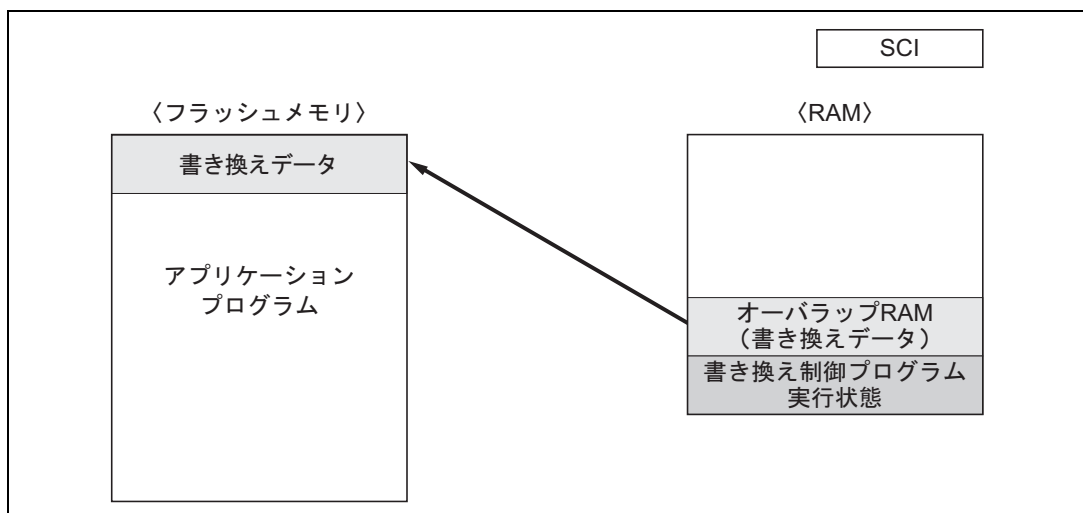 SCI
〈フラッシュメモリ〉
〈RAM〉
書き換えデータ
アプリケーション
プログラム
オーバラップRAM
（書き換えデータ）
書き換え制御プログラム
実行状態